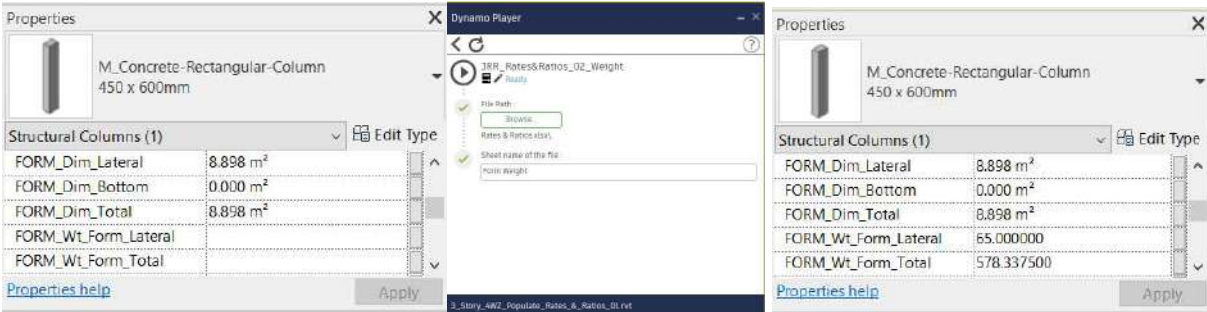 Properties X
M_Concrete-Rectangular-Column
450 x 600mm
Structural Columns (1) Edit Type
FORM_Dim_Lateral 8.898 m²
FORM_Dim_Bottom 0.000 m²
FORM_Dim_Total 8.898 m²
FORM_Wt_Form_Lateral
FORM_Wt_Form_Total
Properties help Apply
Dynamo Player
JRR_Rates&Ratios_02_Weight
Ready
File Path :
Browse...
Rates & Ratios.xlsx\
Sheet name of the file
Form Weight
3_Story_4WZ_Populate_Rates_&_Ratios_01.rvt
Properties X
M_Concrete-Rectangular-Column
450 x 600mm
Structural Columns (1) Edit Type
FORM_Dim_Lateral 8.898 m²
FORM_Dim_Bottom 0.000 m²
FORM_Dim_Total 8.898 m²
FORM_Wt_Form_Lateral 65.000000
FORM_Wt_Form_Total 578.337500
Properties help Apply